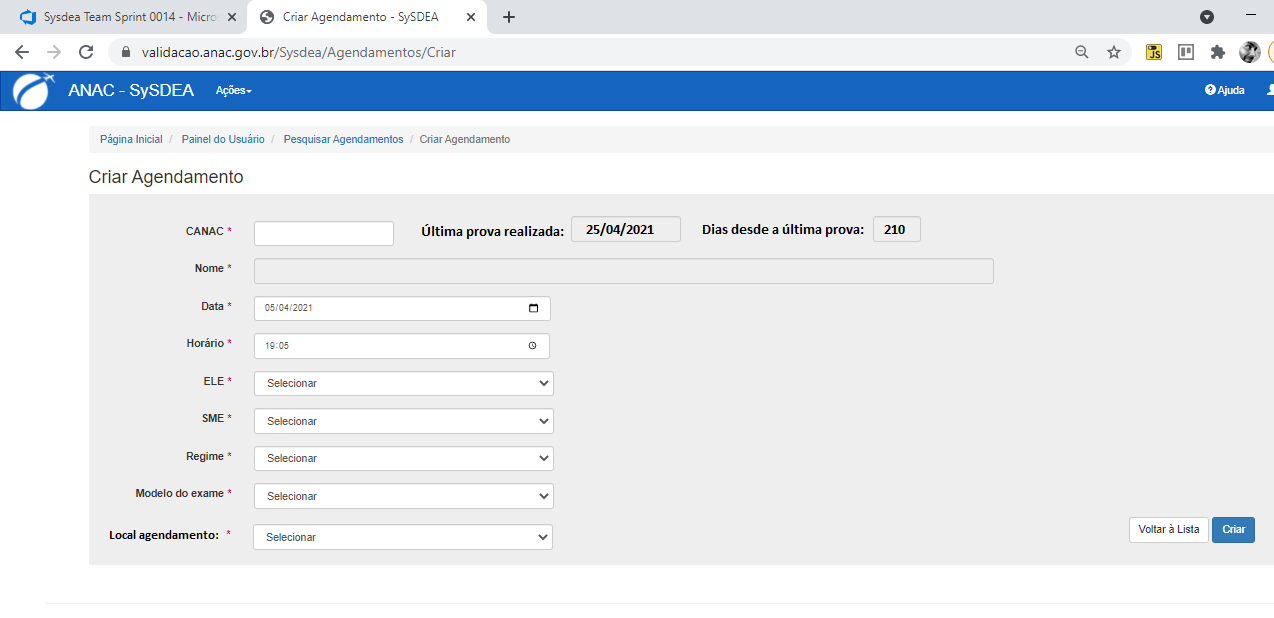 Sysdea Team Sprint 0014 - Micro
Criar Agendamento - SySDEA
validacao.anac.gov.br/Sysdea/Agendamentos/Criar
JS
ANAC - SySDEA Ações
Ajuda
Página Inicial / Painel do Usuário / Pesquisar Agendamentos / Criar Agendamento
Criar Agendamento
CANAC * Última prova realizada: 25/04/2021 Dias desde a última prova: 210
Nome *
Data * 05/04/2021
Horário * 19:05
ELE * Selecionar
SME * Selecionar
Regime * Selecionar
Modelo do exame * Selecionar
Local agendamento: * Selecionar
Voltar à Lista Criar